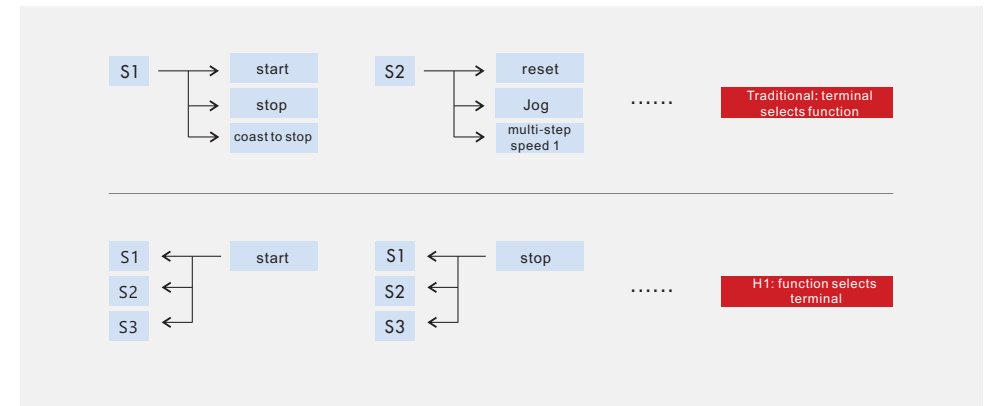 S1
start
stop
coast to stop
S2
reset
Jog
multi-step
speed 1
......
Traditional: terminal
selects function
S1
S2
S3
start
S1
S2
S3
stop
......
H1: function selects
terminal